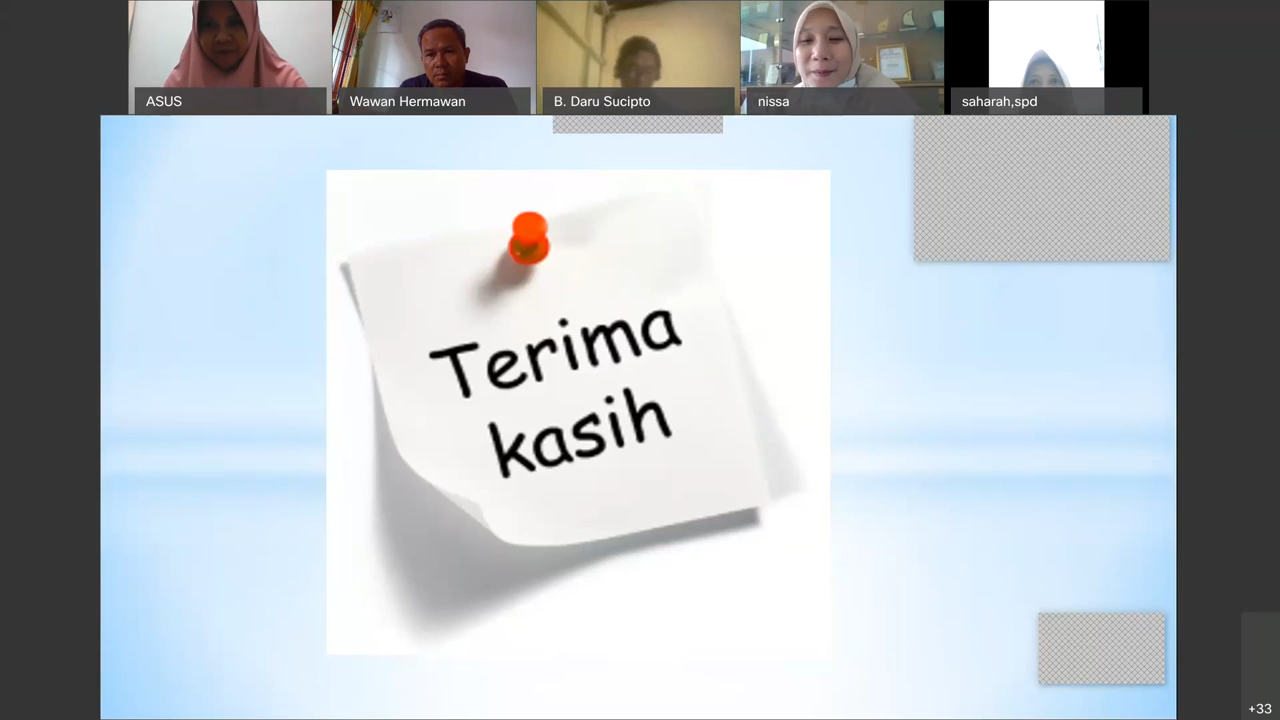 ASUS
Wawan Hermawan
B. Daru Sucipto
nissa
saharah,spd
Terima
kasih
+33